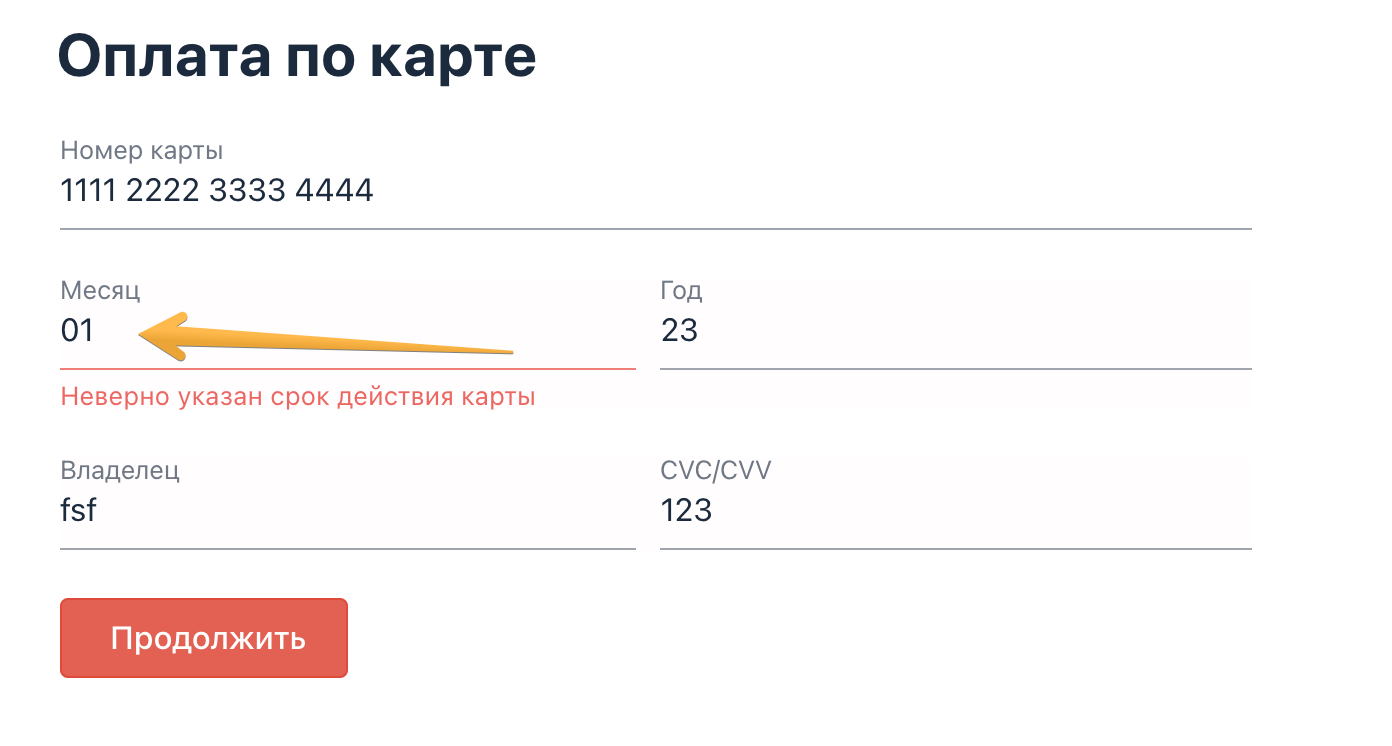 Оплата по карте
Номер карты
1111 2222 3333 4444
Месяц
01
Год
23
Неверно указан срок действия карты
Владелец
fsf
CVC/CVV
123
Продолжить